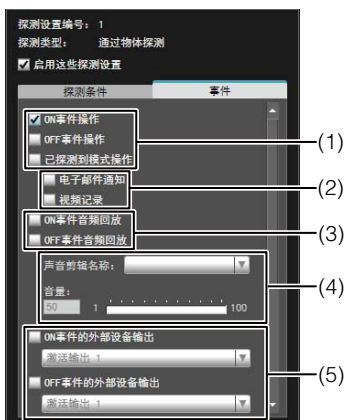 探测设置编号： 1
探测类型： 通过物体探测
启用这些探测设置
探测条件 事件
ON事件操作
OFF事件操作
已探测到模式操作
(1)
电子邮件通知
视频记录
(2)
ON事件音频回放
OFF事件音频回放
(3)
声音剪辑名称：
音量：
50 1 100
(4)
ON事件的外部设备输出
激活输出 1
OFF事件的外部设备输出
激活输出 1
(5)